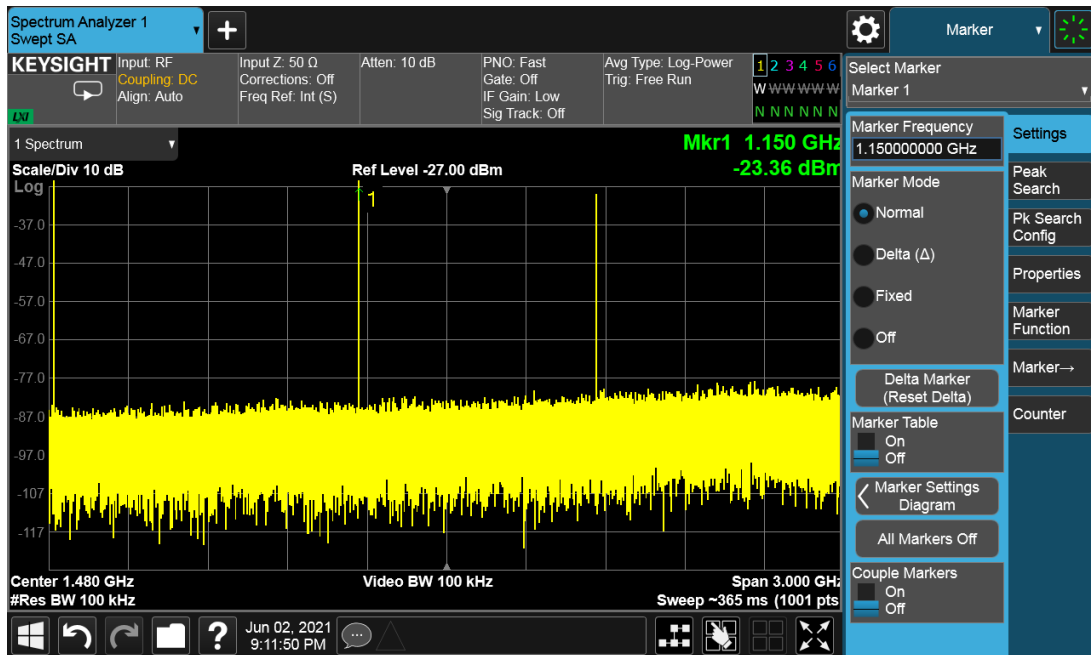 Spectrum Analyzer 1
Swept SA
+
Marker
KEYSIGHT
LXI
Input: RF
Coupling: DC
Align: Auto
Input Z: 50 Ω
Corrections: Off
Freq Ref: Int (S)
Atten: 10 dB
PNO: Fast
Gate: Off
IF Gain: Low
Sig Track: Off
Avg Type: Log-Power
Trig: Free Run
1 2 3 4 5 6
W W W W W W
N N N N N N
1 Spectrum
Scale/Div 10 dB
Log
Ref Level -27.00 dBm
Mkr1 1.150 GHz
-23.36 dBm
1
-37.0
-47.0
-57.0
-67.0
-77.0
-87.0
-97.0
-107
-117
Center 1.480 GHz
#Res BW 100 kHz
Video BW 100 kHz
Span 3.000 GHz
Sweep ~365 ms (1001 pts
Select Marker
Marker 1
Marker Frequency
1.150000000 GHz
Marker Mode
Normal
Delta (Δ)
Fixed
Off
Delta Marker
(Reset Delta)
Marker Table
On
Off
Marker Settings
Diagram
All Markers Off
Couple Markers
On
Off
Settings
Peak
Search
Pk Search
Config
Properties
Marker
Function
Marker→
Counter
?
Jun 02, 2021
9:11:50 PM